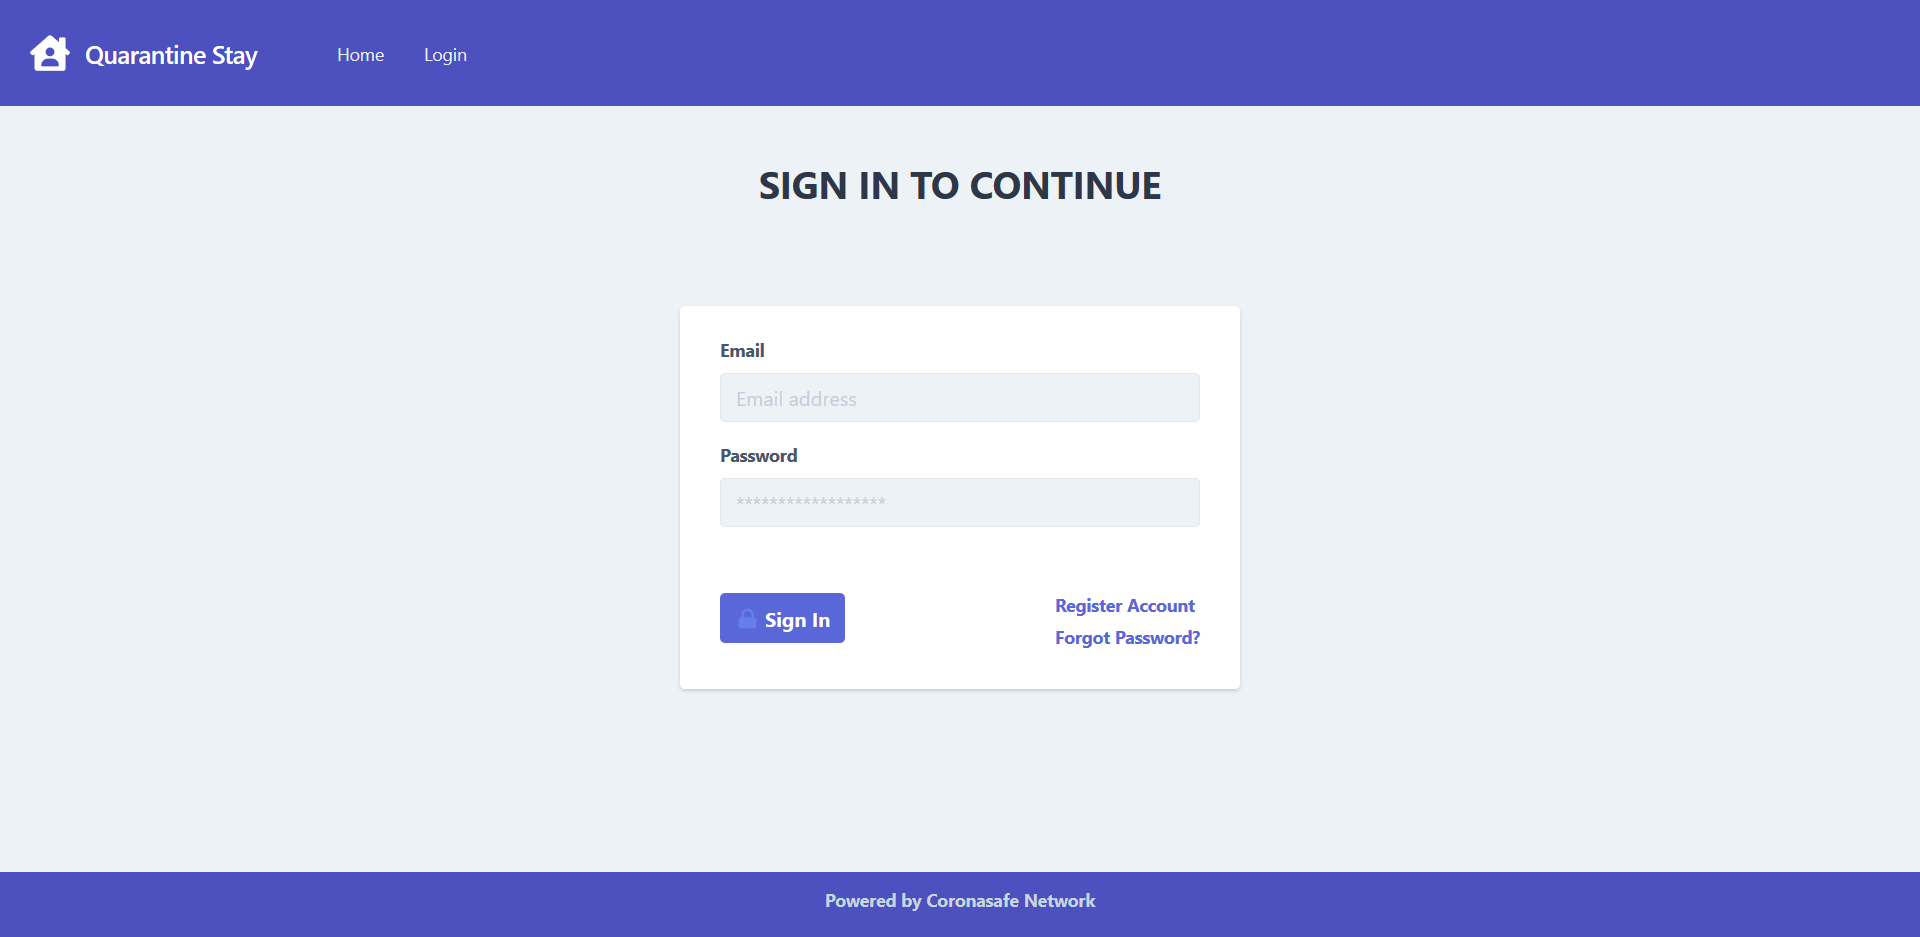 Quarantine Stay
Home
Login
SIGN IN TO CONTINUE
Email
Email address
Password
******************
Sign In
Register Account
Forgot Password?
Powered by Coronasafe Network